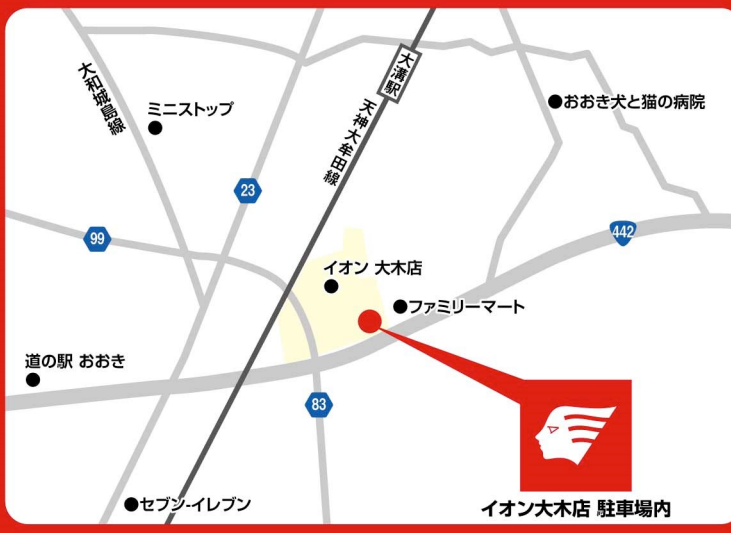 大溝駅
大和城島線
ミニストップ
天神大牟田線
おおき犬と猫の病院
23
99
442
イオン 大木店
ファミリーマート
道の駅 おおき
83
セブン-イレブン
イオン大木店 駐車場内